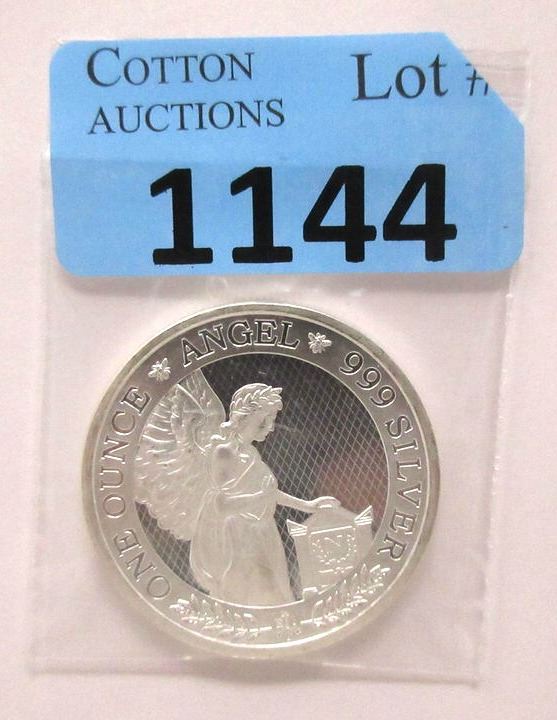 COTTON
AUCTIONS
Lot #
1144
ONE OUNCE ANGEL 999 SILVER
N